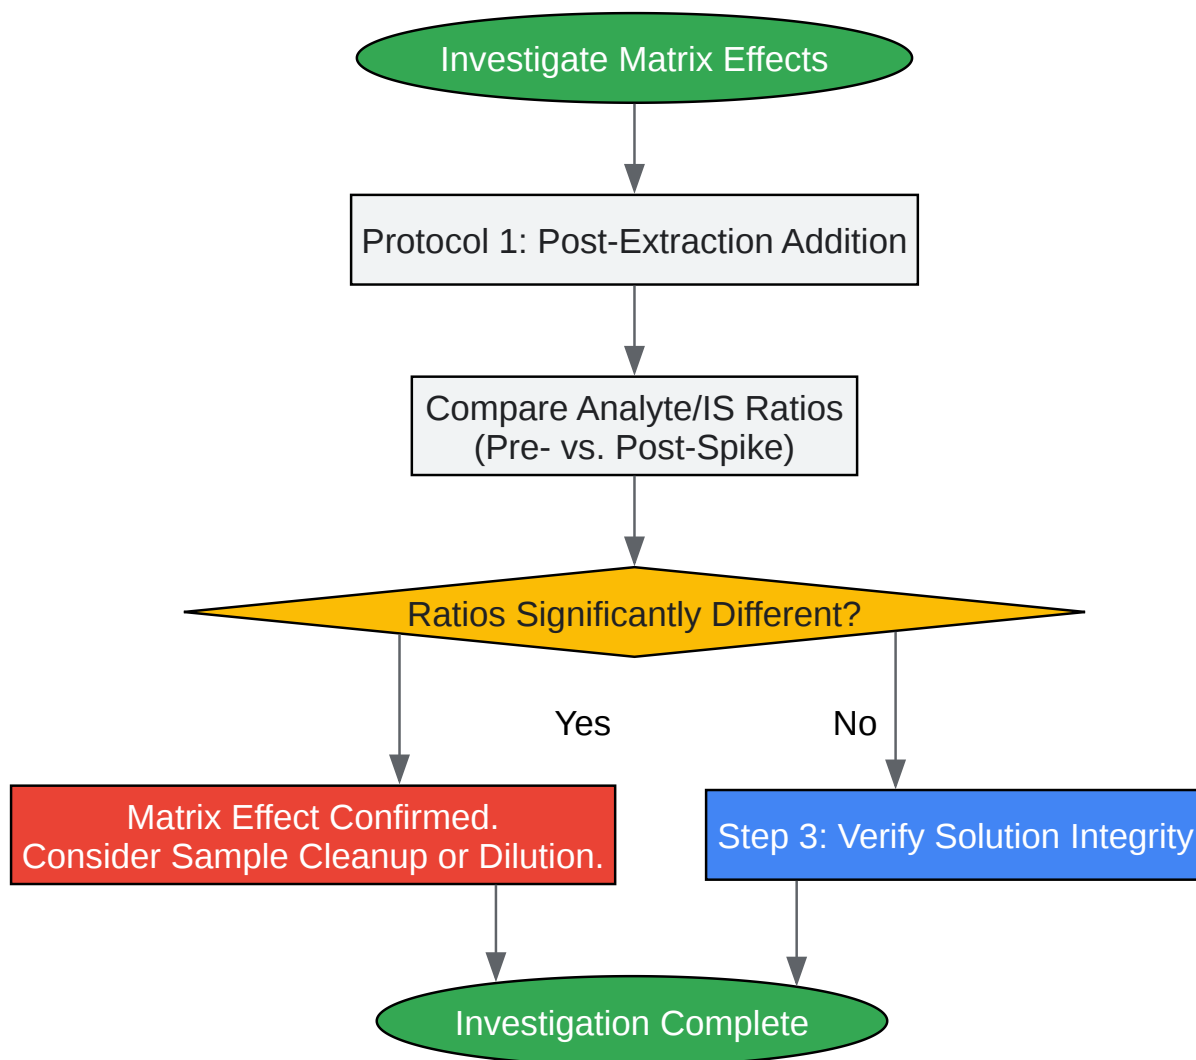 Investigate Matrix Effects
Protocol 1: Post-Extraction Addition
Compare Analyte/IS Ratios
(Pre- vs. Post-Spike)
Ratios Significantly Different?
Yes
No
Matrix Effect Confirmed.
Consider Sample Cleanup or Dilution.
Step 3: Verify Solution Integrity
Investigation Complete